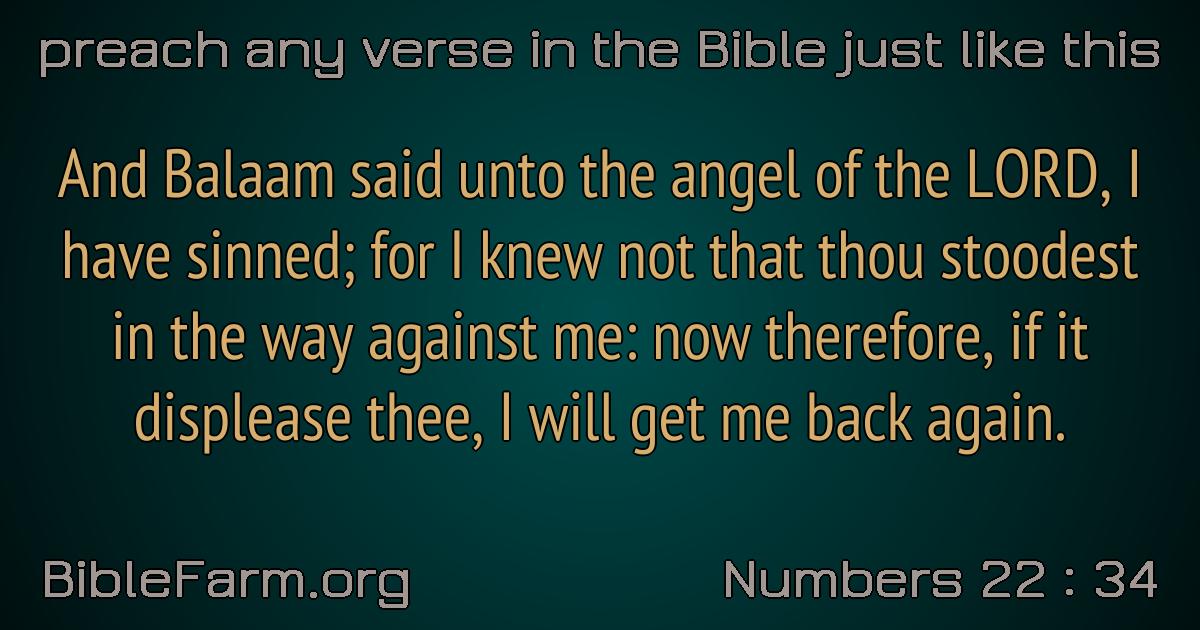 preach any verse in the Bible just like this
And Balaam said unto the angel of the LORD, I
have sinned; for I knew not that thou stoodest
in the way against me: now therefore, if it
displease thee, I will get me back again.
BibleFarm.org
Numbers 22 : 34